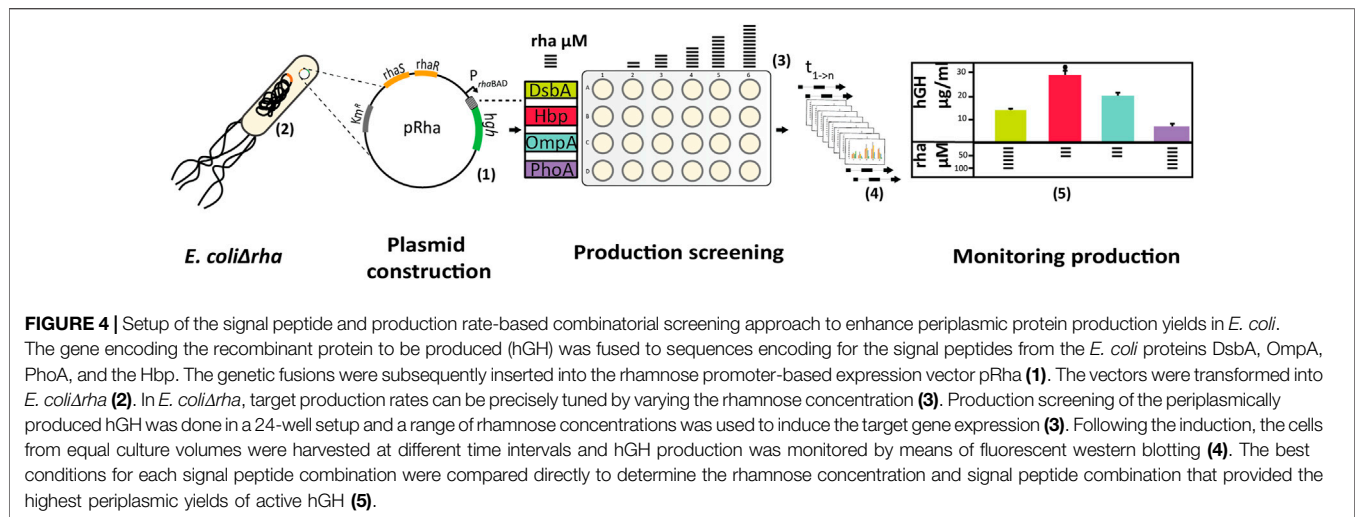 rha μM
(3)
t1->n
rhaS
rhaR
PrhaBAD
KmR
pRha
hgh
(1)
(2)
DsbA
Hbp
OmpA
PhoA
1 2 3 4 5 6
A
B
C
D
(4)
hGH
μg/ml
30
20
10
rha
μM
50
100
(5)
E. coliΔrha
Plasmid
construction
Production screening
Monitoring production
FIGURE 4 | Setup of the signal peptide and production rate-based combinatorial screening approach to enhance periplasmic protein production yields in E. coli.
The gene encoding the recombinant protein to be produced (hGH) was fused to sequences encoding for the signal peptides from the E. coli proteins DsbA, OmpA,
PhoA, and the Hbp. The genetic fusions were subsequently inserted into the rhamnose promoter-based expression vector pRha (1). The vectors were transformed into
E. coliΔrha (2). In E. coliΔrha, target production rates can be precisely tuned by varying the rhamnose concentration (3). Production screening of the periplasmically
produced hGH was done in a 24-well setup and a range of rhamnose concentrations was used to induce the target gene expression (3). Following the induction, the cells
from equal culture volumes were harvested at different time intervals and hGH production was monitored by means of fluorescent western blotting (4). The best
conditions for each signal peptide combination were compared directly to determine the rhamnose concentration and signal peptide combination that provided the
highest periplasmic yields of active hGH (5).